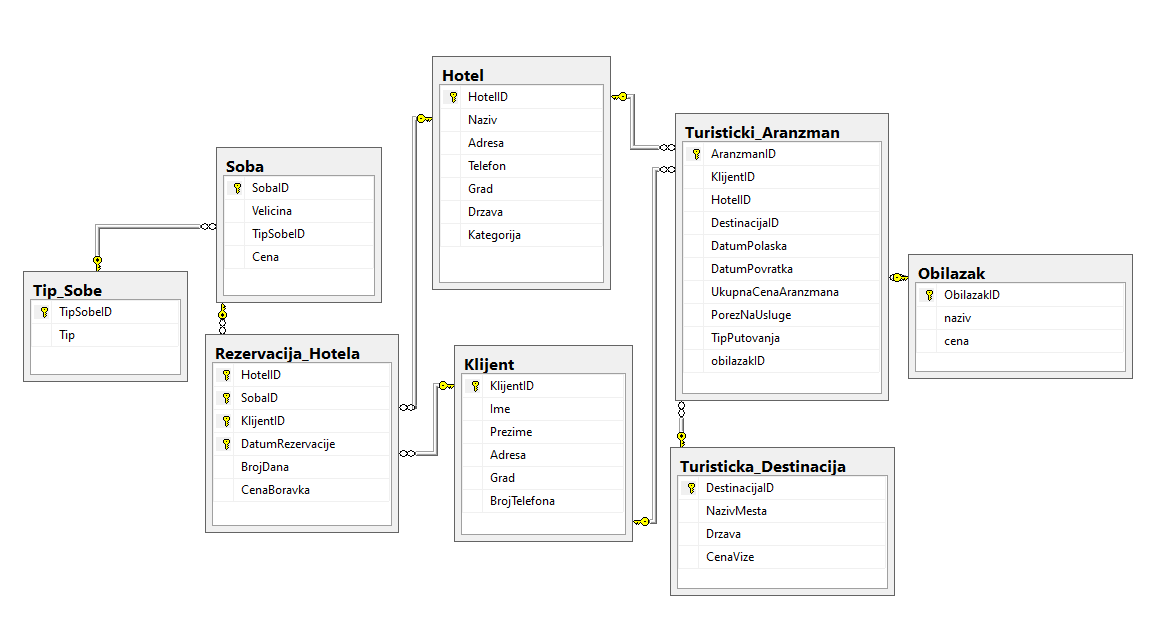 Hotel
HotelID
Naziv
Adresa
Telefon
Grad
Drzava
Kategorija
Turisticki_Aranzman
AranzmanID
KlijentID
HotelID
DestinacijaID
DatumPolaska
DatumPovratka
UkupnaCenaAranzmana
PorezNaUsluge
TipPutovanja
obilazakID
Soba
SobaID
Velicina
TipSobeID
Cena
Obilazak
ObilazakID
naziv
cena
Tip_Sobe
TipSobeID
Tip
Rezervacija_Hotela
HotelID
SobaID
KlijentID
DatumRezervacije
BrojDana
CenaBoravka
Klijent
KlijentID
Ime
Prezime
Adresa
Grad
BrojTelefona
Turisticka_Destinacija
DestinacijaID
NazivMesta
Drzava
CenaVize